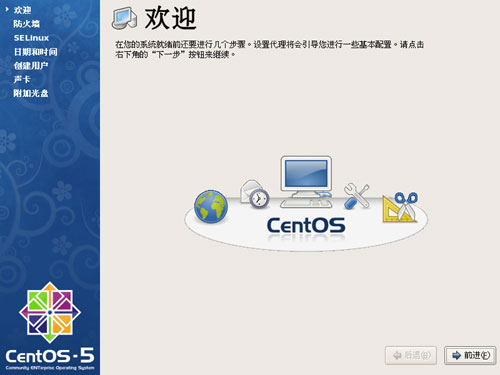 欢迎
防火墙
SELinux
日期和时间
创建用户
声卡
附加光盘
欢迎
在您的系统就绪前还要进行几个步骤。设置代理将会引导您进行一些基本配置。请点击
右下角的“下一步”按钮来继续。
CentOS
CentOS-5
Community ENTerprise Operating System
后退(B)
前进(F)